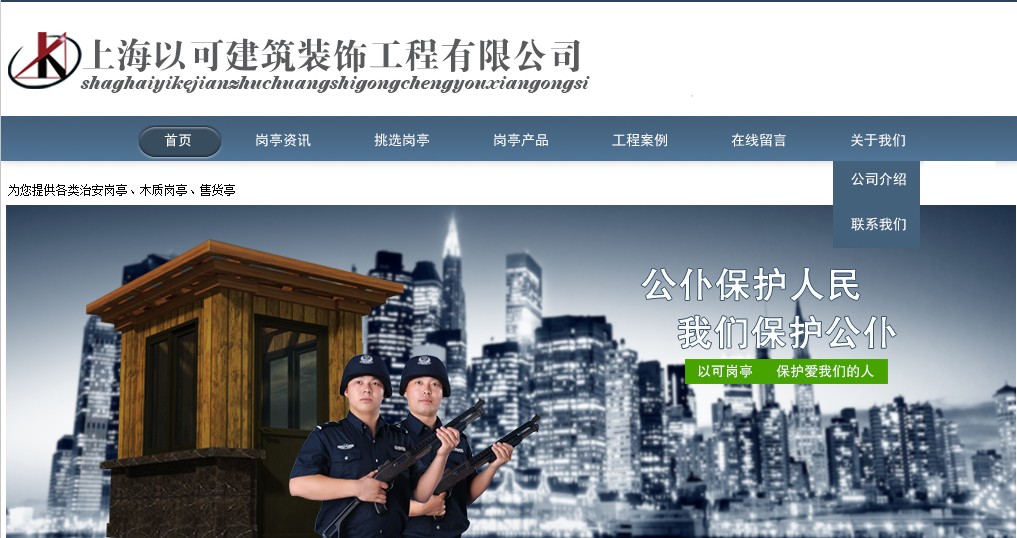 上海以可建筑装饰工程有限公司
shaghaiyikejianzhuchuangshigongchengyouxiangongsi
首页 岗亭资讯 挑选岗亭 岗亭产品 工程案例 在线留言 关于我们
公司介绍
联系我们
为您提供各类治安岗亭、木质岗亭、售货亭
公仆保护人民
我们保护公仆
以可岗亭 保护爱我们的人